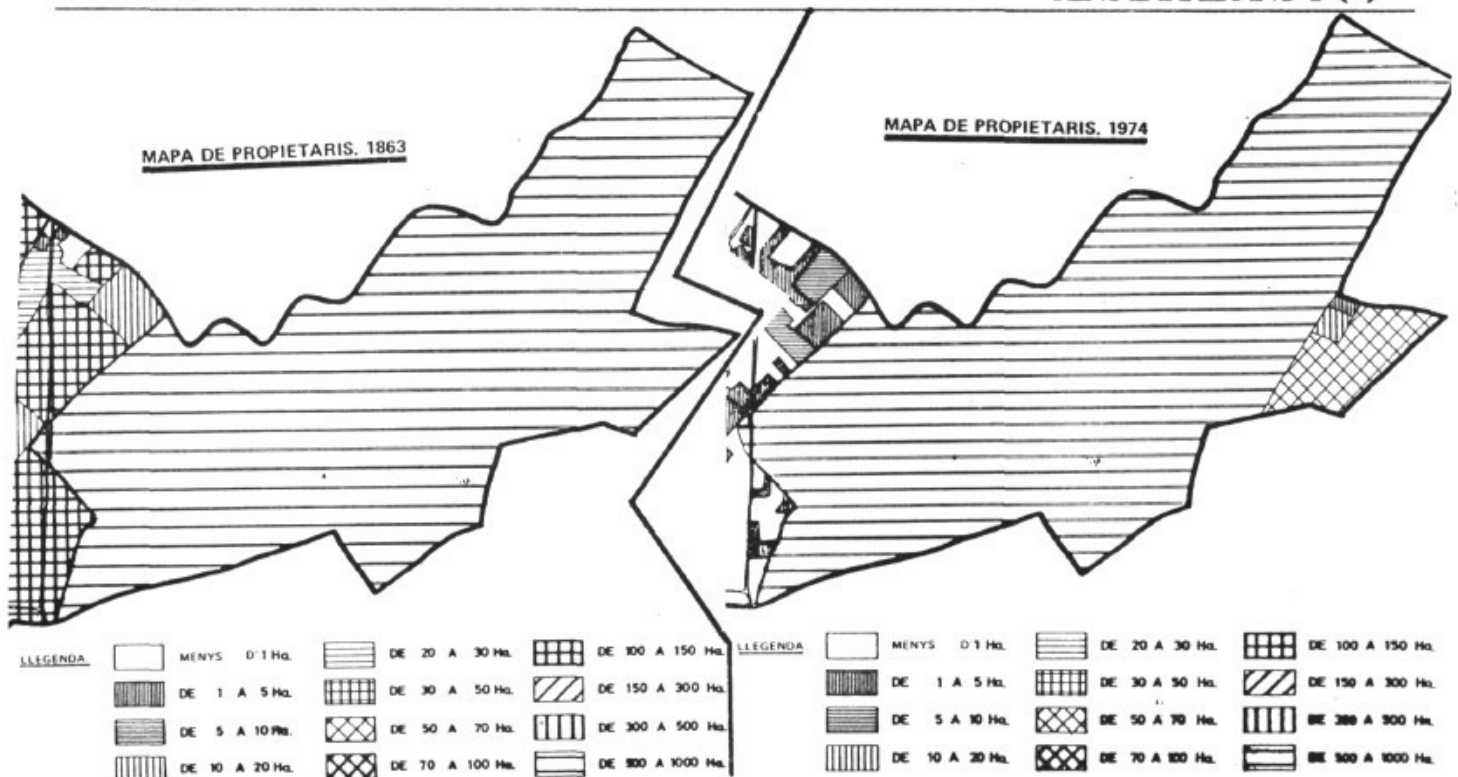 MAPA DE PROPIETARIS. 1863
LLEGENDA
MENYS D'1 Ha.
DE 1 A 5 Ha.
DE 5 A 10 Ha.
DE 10 A 20 Ha.
DE 20 A 30 Ha.
DE 30 A 50 Ha.
DE 50 A 70 Ha.
DE 70 A 100 Ha.
DE 100 A 150 Ha.
DE 150 A 300 Ha.
DE 300 A 500 Ha.
DE 500 A 1000 Ha.
MAPA DE PROPIETARIS. 1974
LLEGENDA
MENYS D'1 Ha.
DE 1 A 5 Ha.
DE 5 A 10 Ha.
DE 10 A 20 Ha.
DE 20 A 30 Ha.
DE 30 A 50 Ha.
DE 50 A 70 Ha.
DE 70 A 100 Ha.
DE 100 A 150 Ha.
DE 150 A 300 Ha.
DE 300 A 500 Ha.
DE 500 A 1000 Ha.